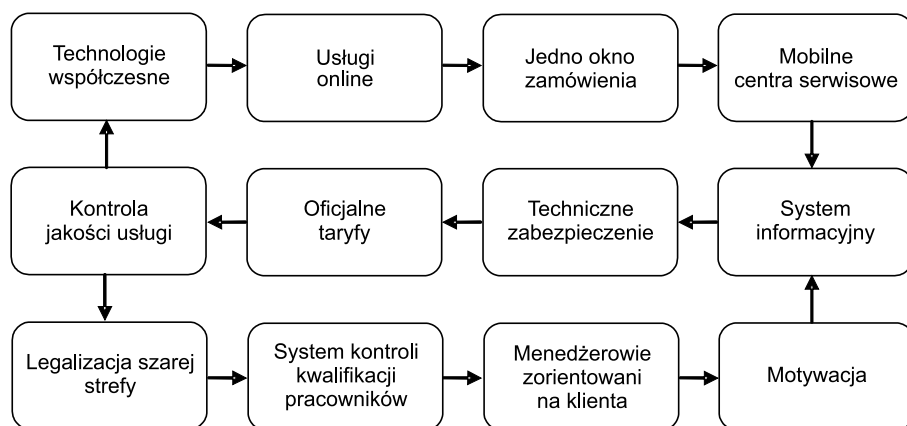 Technologie
współczesne
Usługi
online
Jedno okno
zamówienia
Mobilne
centra serwisowe
Kontrola
jakości usługi
Oficjalne
taryfy
Techniczne
zabezpieczenie
System
informacyjny
Legalizacja szarej
strefy
System kontroli
kwalifikacji
pracowników
Menedżerowie
zorientowani
na klienta
Motywacja